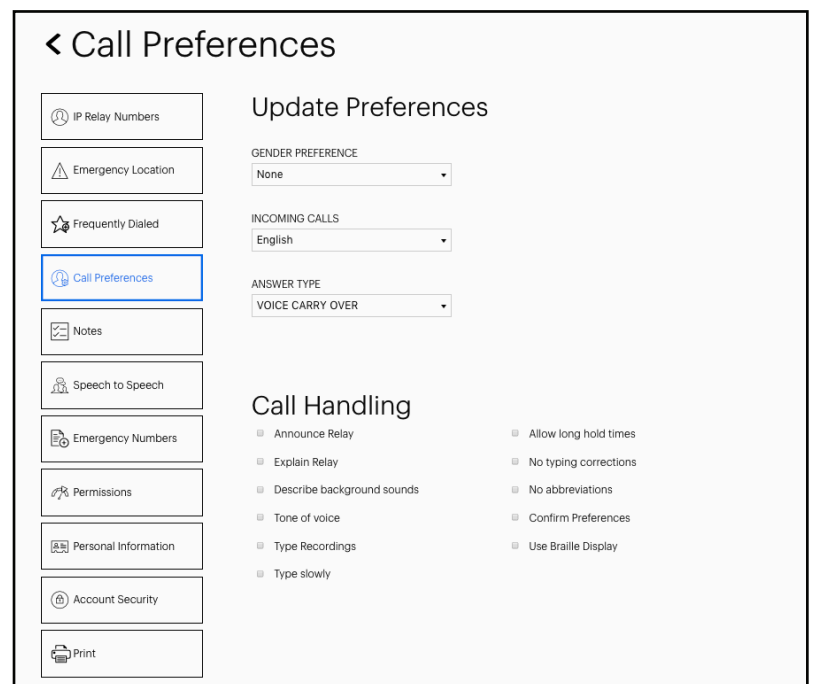 Call Preferences
IP Relay Numbers
Emergency Location
Frequently Dialed
Call Preferences
Notes
Speech to Speech
Emergency Numbers
Permissions
Personal Information
Account Security
Print
Update Preferences
GENDER PREFERENCE
None
INCOMING CALLS
English
ANSWER TYPE
VOICE CARRY OVER
Call Handling
Announce Relay
Explain Relay
Describe background sounds
Tone of voice
Type Recordings
Type slowly
Allow long hold times
No typing corrections
No abbreviations
Confirm Preferences
Use Braille Display